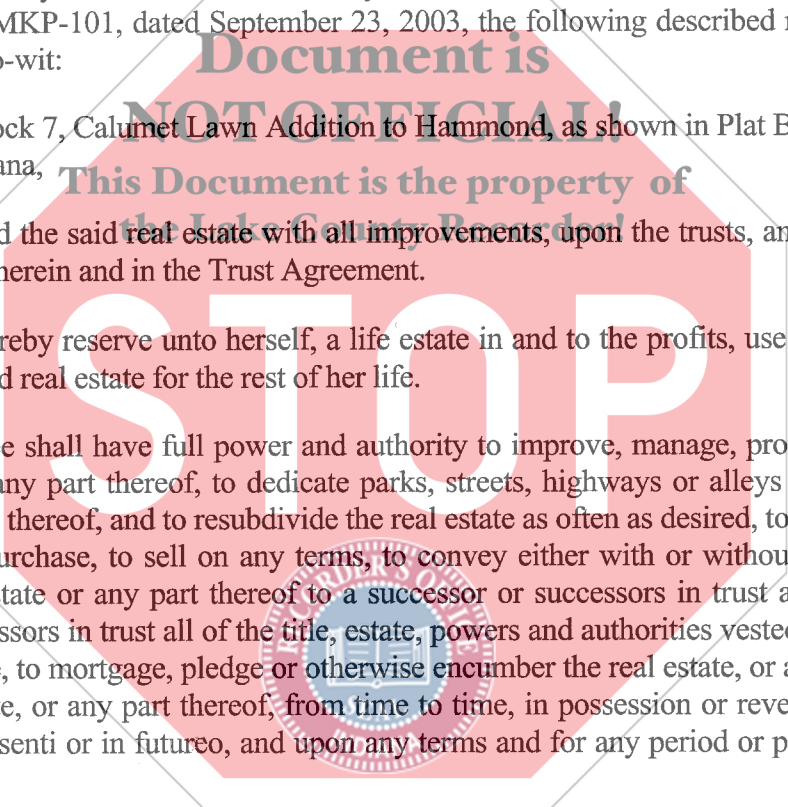 MKP-101, dated September 23, 2003, the following described
o-wit:
Document is
NOT OFFICIAL!
ock 7, Calumet Lawn Addition to Hammond, as shown in Plat B
ana,
This Document is the property of
the Lake County Recorder!
d the said real estate with all improvements, upon the trusts, an
herein and in the Trust Agreement.
reby reserve unto herself, a life estate in and to the profits, use
d real estate for the rest of her life.
STOP
e shall have full power and authority to improve, manage, pro
any part thereof, to dedicate parks, streets, highways or alleys
thereof, and to resubdivide the real estate as often as desired, to
urchase, to sell on any terms, to convey either with or withou
state or any part thereof to a successor or successors in trust a
ssors in trust all of the title, estate, powers and authorities vested
, to mortgage, pledge or otherwise encumber the real estate, or a
te, or any part thereof, from time to time, in possession or reve
senti or in futureo, and upon any terms and for any period or p
RECORDER'S OFFICE
INDIANA